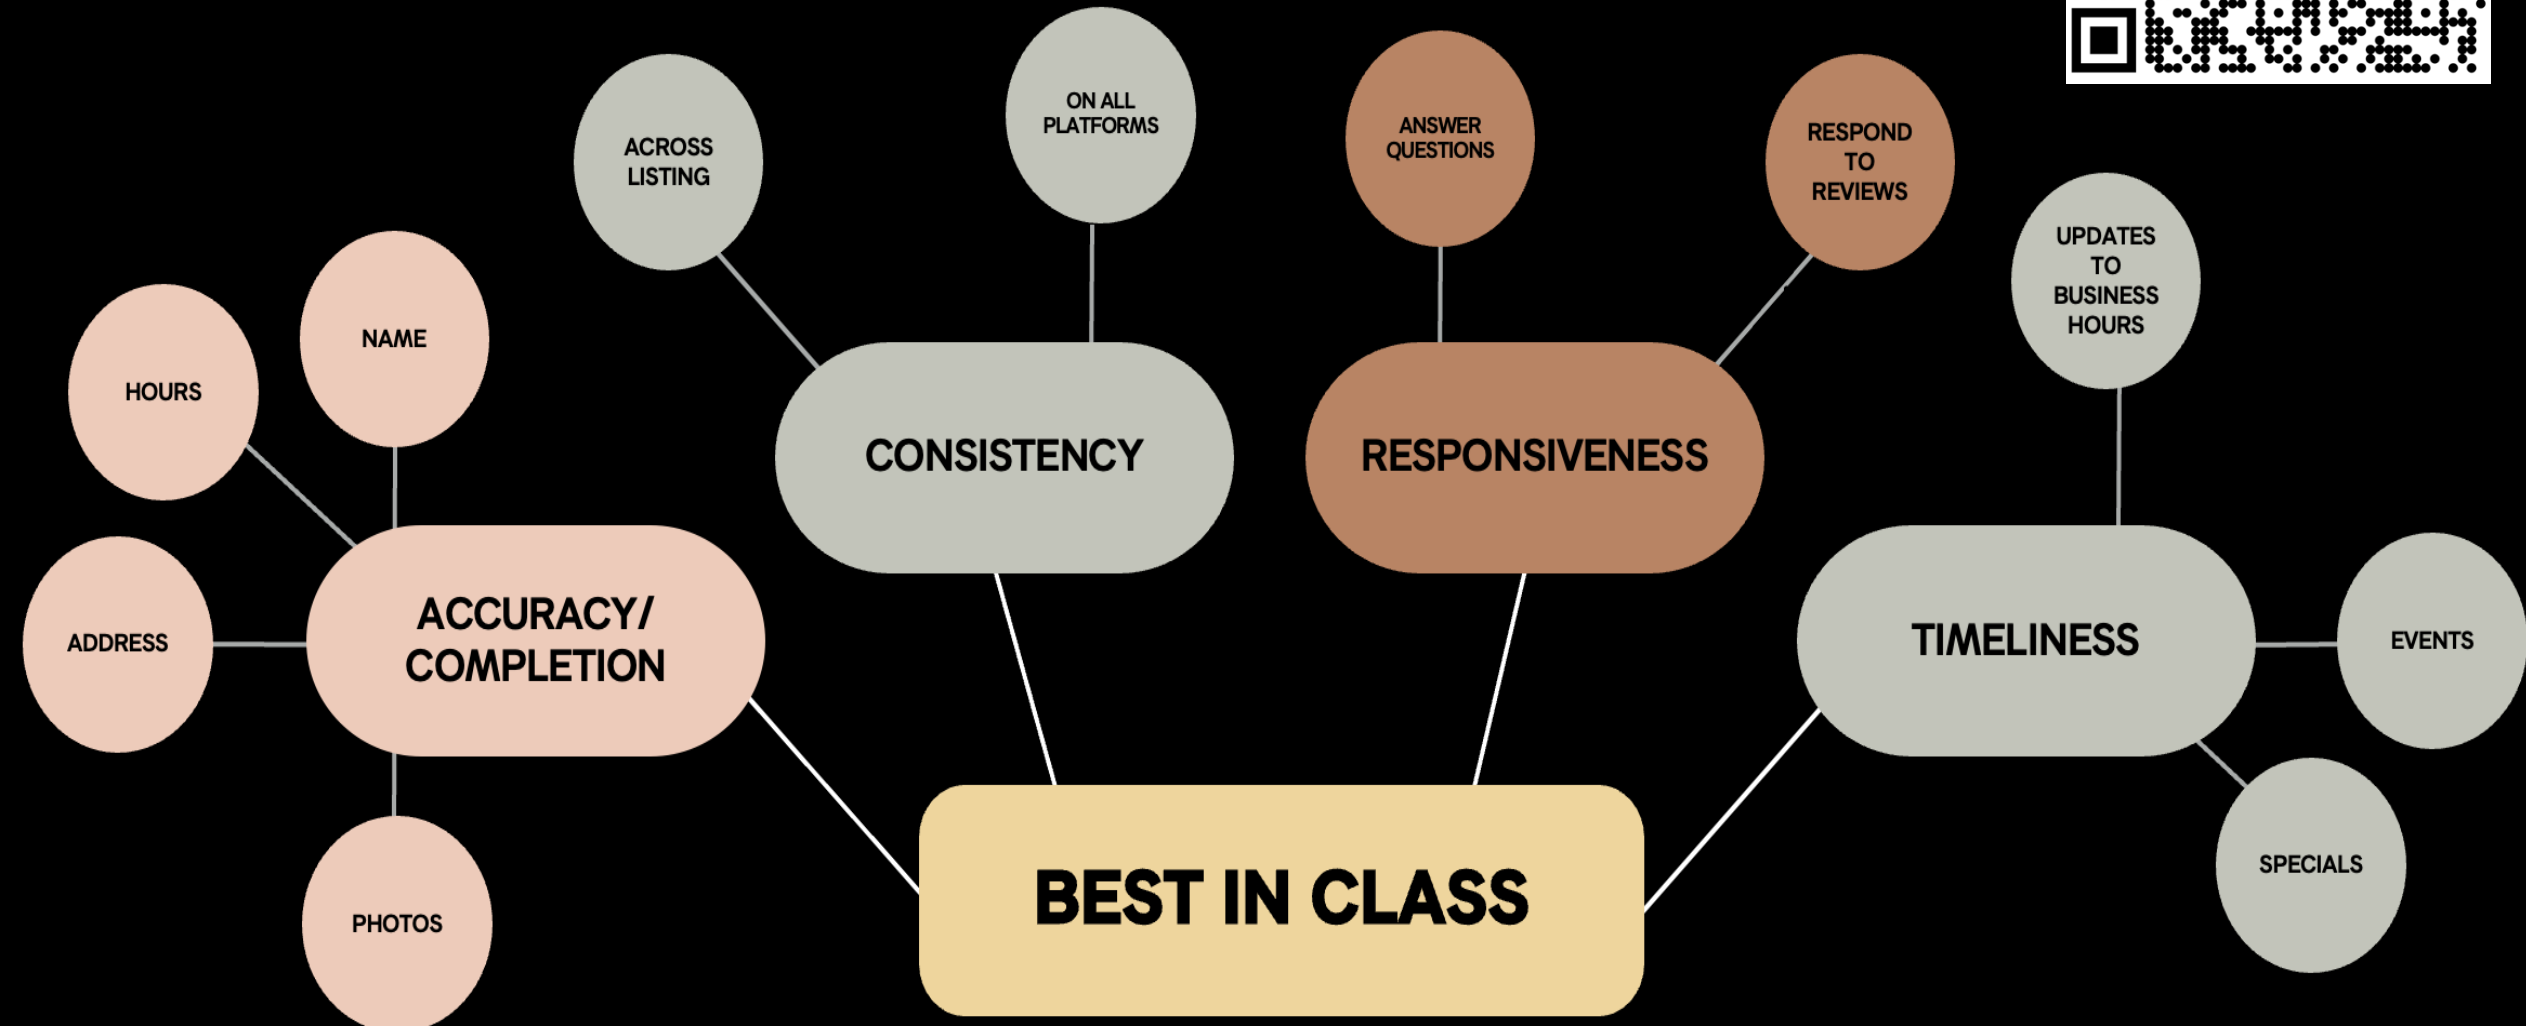 ON ALL
PLATFORMS
ACROSS
LISTING
ANSWER
QUESTIONS
RESPOND
TO
REVIEWS
UPDATES
TO
BUSINESS
HOURS
NAME
HOURS
CONSISTENCY
RESPONSIVENESS
ACCURACY/
COMPLETION
ADDRESS
TIMELINESS
EVENTS
SPECIALS
BEST IN CLASS
PHOTOS